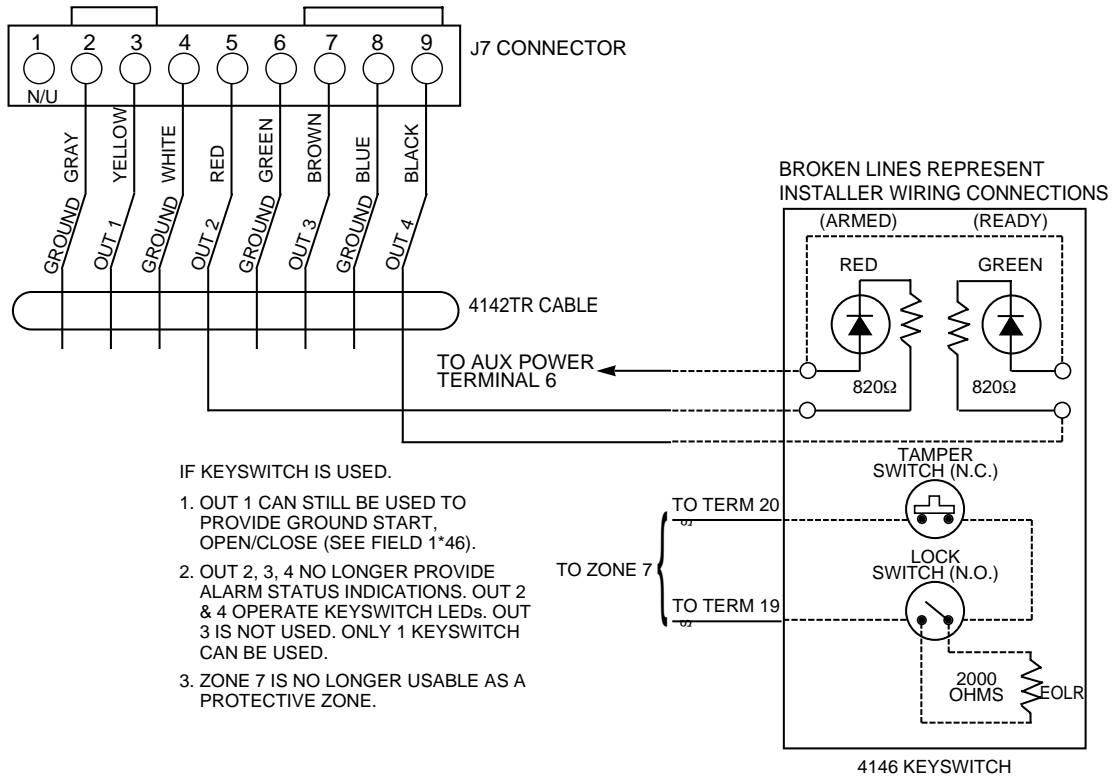 1 2 3 4 5 6 7 8 9
J7 CONNECTOR
N/U
GRAY
YELLOW
WHITE
RED
GREEN
BROWN
BLUE
BLACK
GROUND
OUT 1
GROUND
OUT 2
GROUND
OUT 3
GROUND
OUT 4
4142TR CABLE
BROKEN LINES REPRESENT
INSTALLER WIRING CONNECTIONS
(ARMED) (READY)
RED GREEN
820Ω 820Ω
TO AUX POWER
TERMINAL 6
TAMPER
SWITCH (N.C.)
TO TERM 20
TO ZONE 7
LOCK
SWITCH (N.O.)
TO TERM 19
2000
OHMS
EOLR
4146 KEYSWITCH
IF KEYSWITCH IS USED.
1. OUT 1 CAN STILL BE USED TO
PROVIDE GROUND START,
OPEN/CLOSE (SEE FIELD 1*46).
2. OUT 2, 3, 4 NO LONGER PROVIDE
ALARM STATUS INDICATIONS. OUT 2
& 4 OPERATE KEYSWITCH LEDs. OUT
3 IS NOT USED. ONLY 1 KEYSWITCH
CAN BE USED.
3. ZONE 7 IS NO LONGER USABLE AS A
PROTECTIVE ZONE.